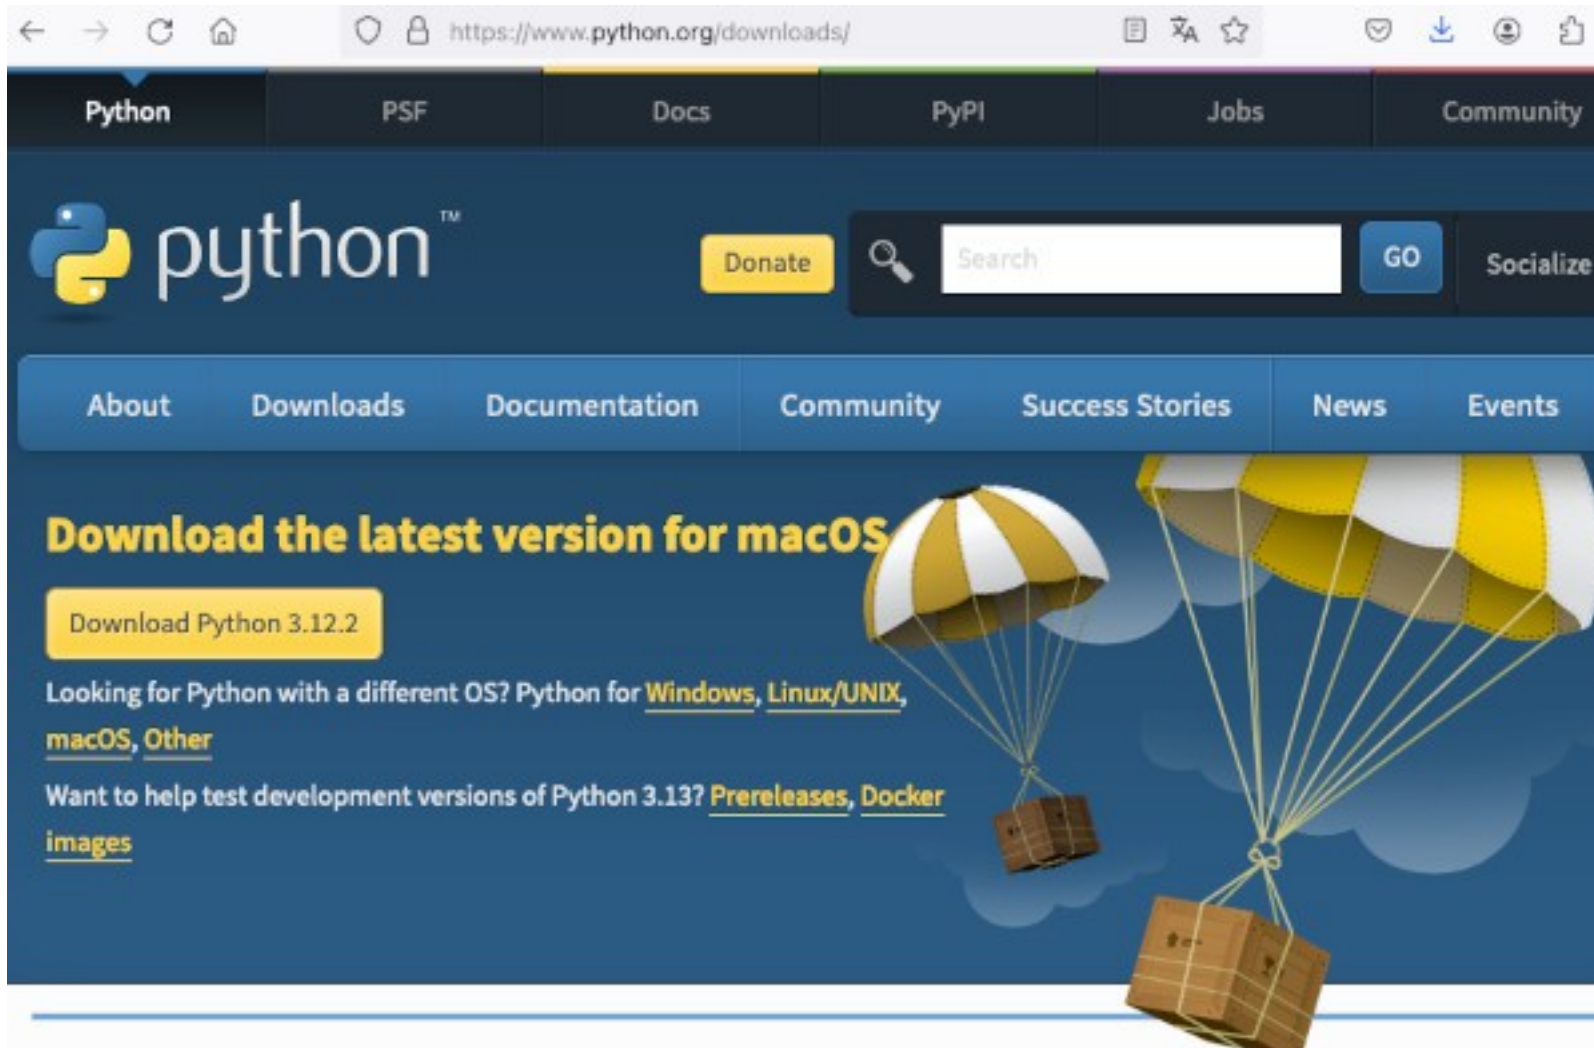 https://www.python.org/downloads/
Python PSF Docs PyPI Jobs Community
python™
Donate Search GO Socialize
About Downloads Documentation Community Success Stories News Events
Download the latest version for macOS
Download Python 3.12.2
Looking for Python with a different OS? Python for Windows, Linux/UNIX,
macOS, Other
Want to help test development versions of Python 3.13? Prereleases, Docker
images